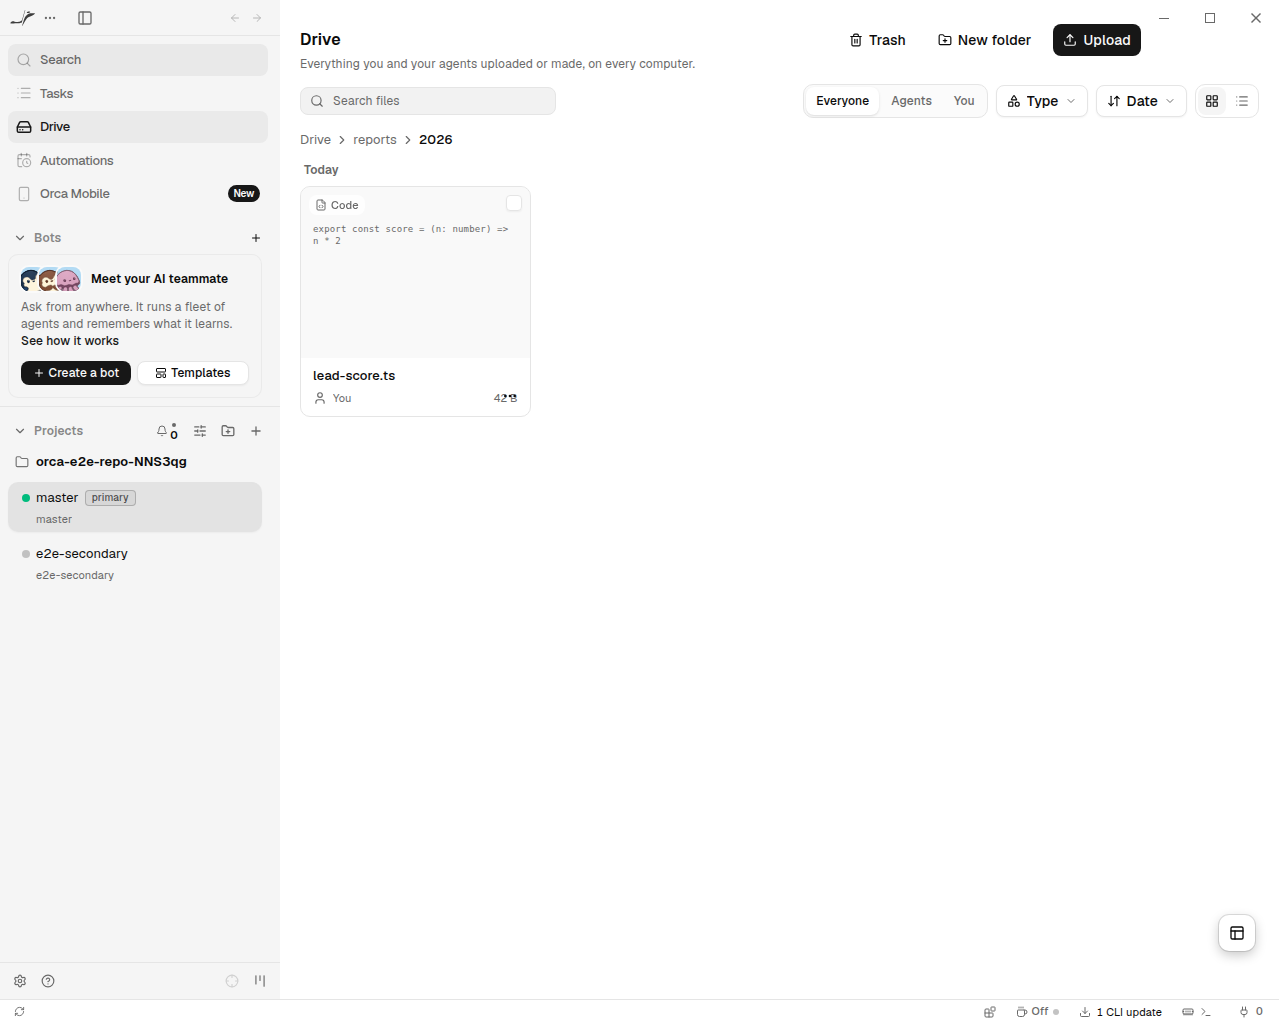 Search
Tasks
Drive
Automations
Orca Mobile
New
Bots
Meet your AI teammate
Ask from anywhere. It runs a fleet of
agents and remembers what it learns.
See how it works
Create a bot
Templates
Projects
0
orca-e2e-repo-NNS3qg
master
primary
master
e2e-secondary
e2e-secondary
Drive
Trash
New folder
Upload
Everything you and your agents uploaded or made, on every computer.
Search files
Everyone
Agents
You
Type
Date
Drive > reports > 2026
Today
Code
export const score = (n: number) =>
n * 2
lead-score.ts
You
Off
1 CLI update
0